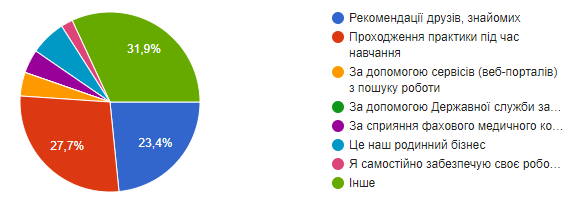 31,9%
27,7%
23,4%
Рекомендації друзів, знайомих
Проходження практики під час
навчання
За допомогою сервісів (веб-порталів)
з пошуку роботи
За допомогою Державної служби за…
За сприяння фахового медичного ко…
Це наш родинний бізнес
Я самостійно забезпечую своє робо…
Інше